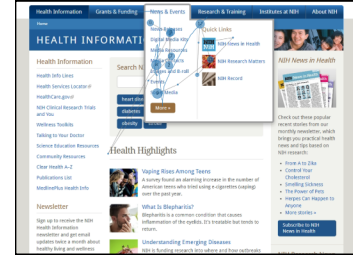 Health Information
Grants & Funding
News & Events
Research & Training
Institutes at NIH
About NIH
Home
HEALTH INFORMATI
Health Information
Health Info Lines
Health Services Locators
HealthCare.gov
NIH Clinical Research Trials
and You
Wellness Toolkits
Talking to Your Doctor
Science Education Resources
Community Resources
Clear Health A-Z
Publications List
MedlinePlus Health Info
Newsletter
Sign up to receive the NIH
Health Information
newsletter and get email
updates twice a month about
healthy living and wellness
News Releases
Digital Media Kits
Media Resources
Media Contacts
Images and B-roll
Events
Social Media
More »
Quick Links
NIH News in Health
NIH Research Matters
NIH Record
Search N
heart disea
diabetes
obesity
Health Highlights
Vaping Rises Among Teens
A survey found an alarming increase in the number of
American teens who tried using e-cigarettes (vaping)
over the past year.
What Is Blepharitis?
Blepharitis is a common condition that causes
inflammation of the eyelids. It's treatable but tends to
return.
Understanding Emerging Diseases
NIH is funding research into where and how outbreaks
NIH News in Health
Check out these popular
recent stories from our
monthly newsletter, which
brings you practical health
news and tips based on
NIH research:
From A to Zika
Control Your
Cholesterol
Smelling Sickness
The Power of Pets
Herpes Can Happen to
Anyone
More stories »
Subscribe to NIH
News in Health